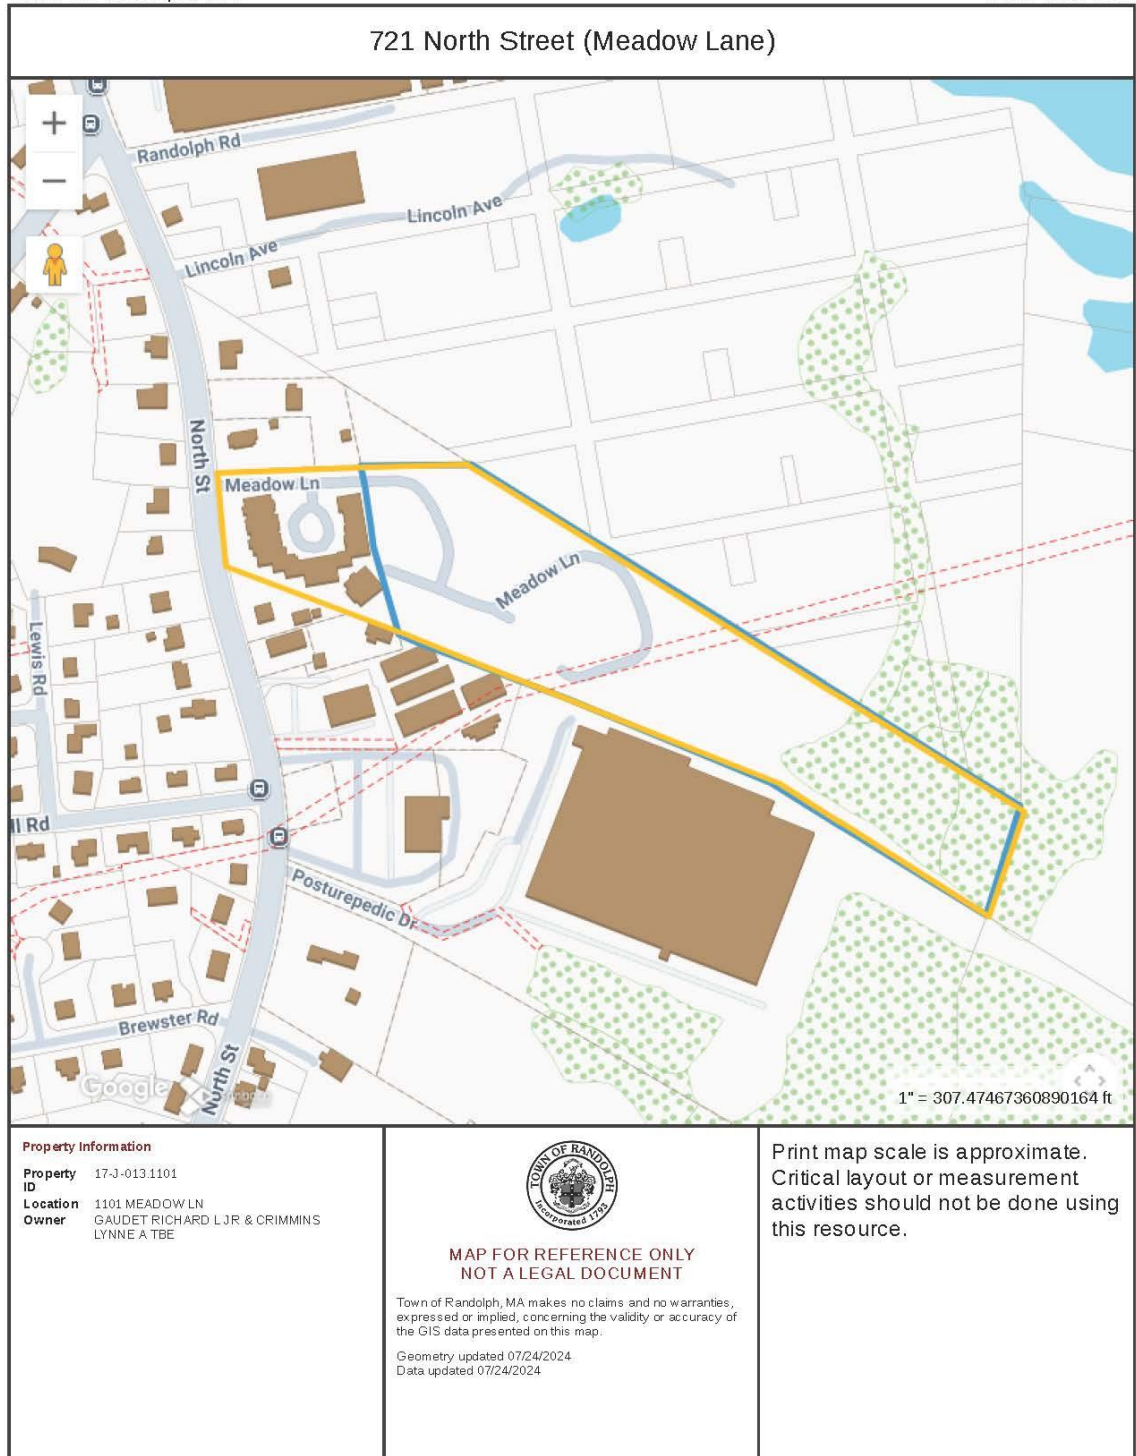 721 North Street (Meadow Lane)
+
Randolph Rd
−
Lincoln Ave
Lincoln Ave
North St
Meadow Ln
Meadow Ln
Lewis Rd
ll Rd
Posturepedic Dr
Brewster Rd
North St
Google
1" = 307.47467360890164 ft
Property Information
Property ID 17-J-013.1101
Location 1101 MEADOW LN
Owner GAUDET RICHARD L JR & CRIMMINS
LYNNE A TBE
TOWN OF RANDOLPH
Incorporated 1793
MAP FOR REFERENCE ONLY
NOT A LEGAL DOCUMENT
Town of Randolph, MA makes no claims and no warranties,
expressed or implied, concerning the validity or accuracy of
the GIS data presented on this map.
Geometry updated 07/24/2024
Data updated 07/24/2024
Print map scale is approximate.
Critical layout or measurement
activities should not be done using
this resource.